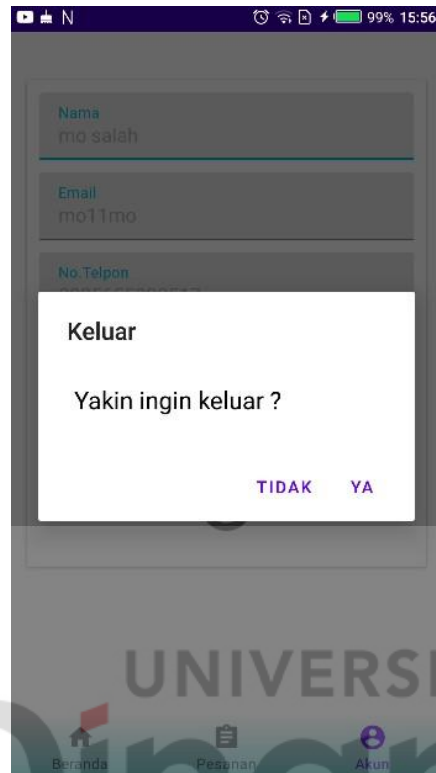 N 99% 15:56
Nama
mo salah
Email
mo11mo
No.Telpon
Keluar
Yakin ingin keluar ?
TIDAK YA
UNIVERSI
Beranda Pesanan Akun